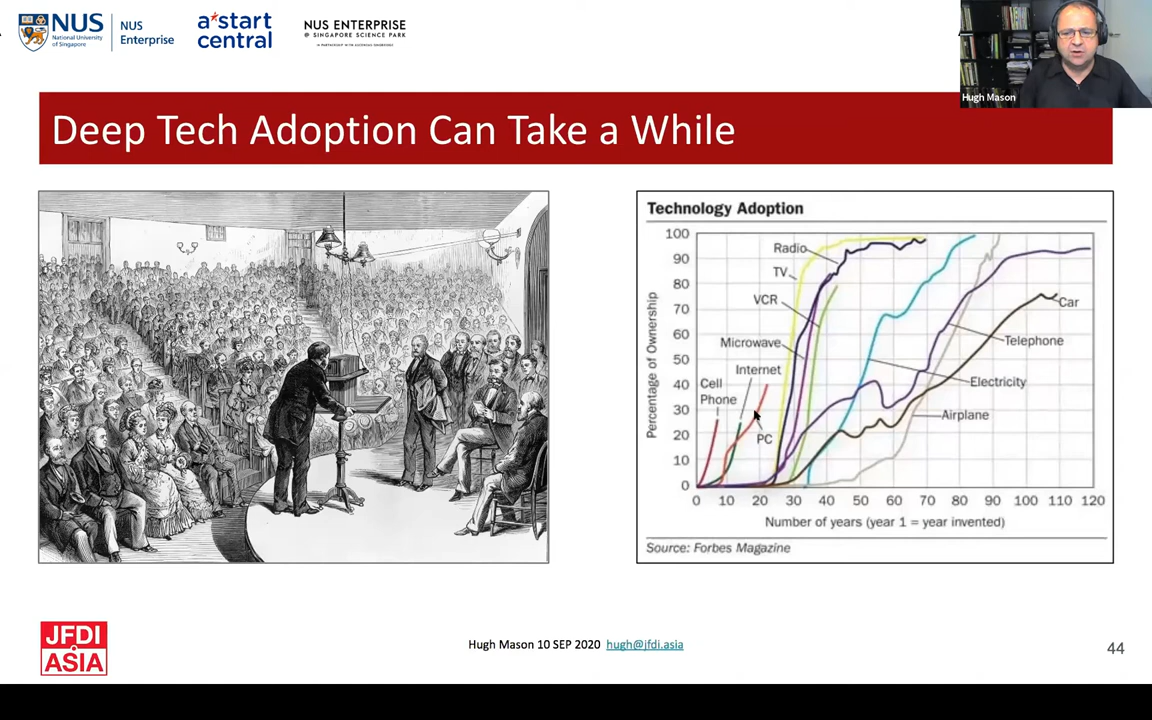 NUS
National University
of Singapore
NUS
Enterprise
a*start
central
NUS ENTERPRISE
@ SINGAPORE SCIENCE PARK
Hugh Mason
Deep Tech Adoption Can Take a While
Technology Adoption
Percentage of Ownership
100
90
80
70
60
50
40
30
20
10
0
Radio
TV
VCR
Microwave
Internet
Cell
Phone
PC
Car
Telephone
Electricity
Airplane
0 10 20 30 40 50 60 70 80 90 100 110 120
Number of years (year 1 = year invented)
Source: Forbes Magazine
JFDI
ASIA
Hugh Mason 10 SEP 2020 hugh@jfdi.asia
44